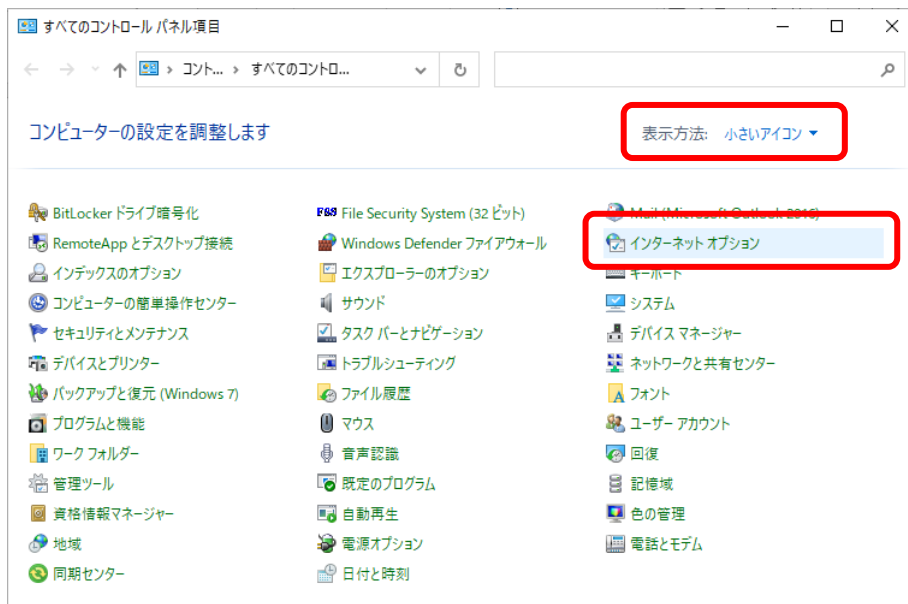 すべてのコントロール パネル項目
コント... › すべてのコントロ...
コンピューターの設定を調整します
表示方法: 小さいアイコン
BitLocker ドライブ暗号化
RemoteApp とデスクトップ接続
インデックスのオプション
コンピューターの簡単操作センター
セキュリティとメンテナンス
デバイスとプリンター
バックアップと復元 (Windows 7)
プログラムと機能
ワーク フォルダー
管理ツール
資格情報マネージャー
地域
同期センター
File Security System (32 ビット)
Windows Defender ファイアウォール
エクスプローラーのオプション
サウンド
タスク バーとナビゲーション
トラブルシューティング
ファイル履歴
マウス
音声認識
既定のプログラム
自動再生
電源オプション
日付と時刻
Mail (Microsoft Outlook 2016)
インターネット オプション
キーボード
システム
デバイス マネージャー
ネットワークと共有センター
フォント
ユーザー アカウント
回復
記憶域
色の管理
電話とモデム